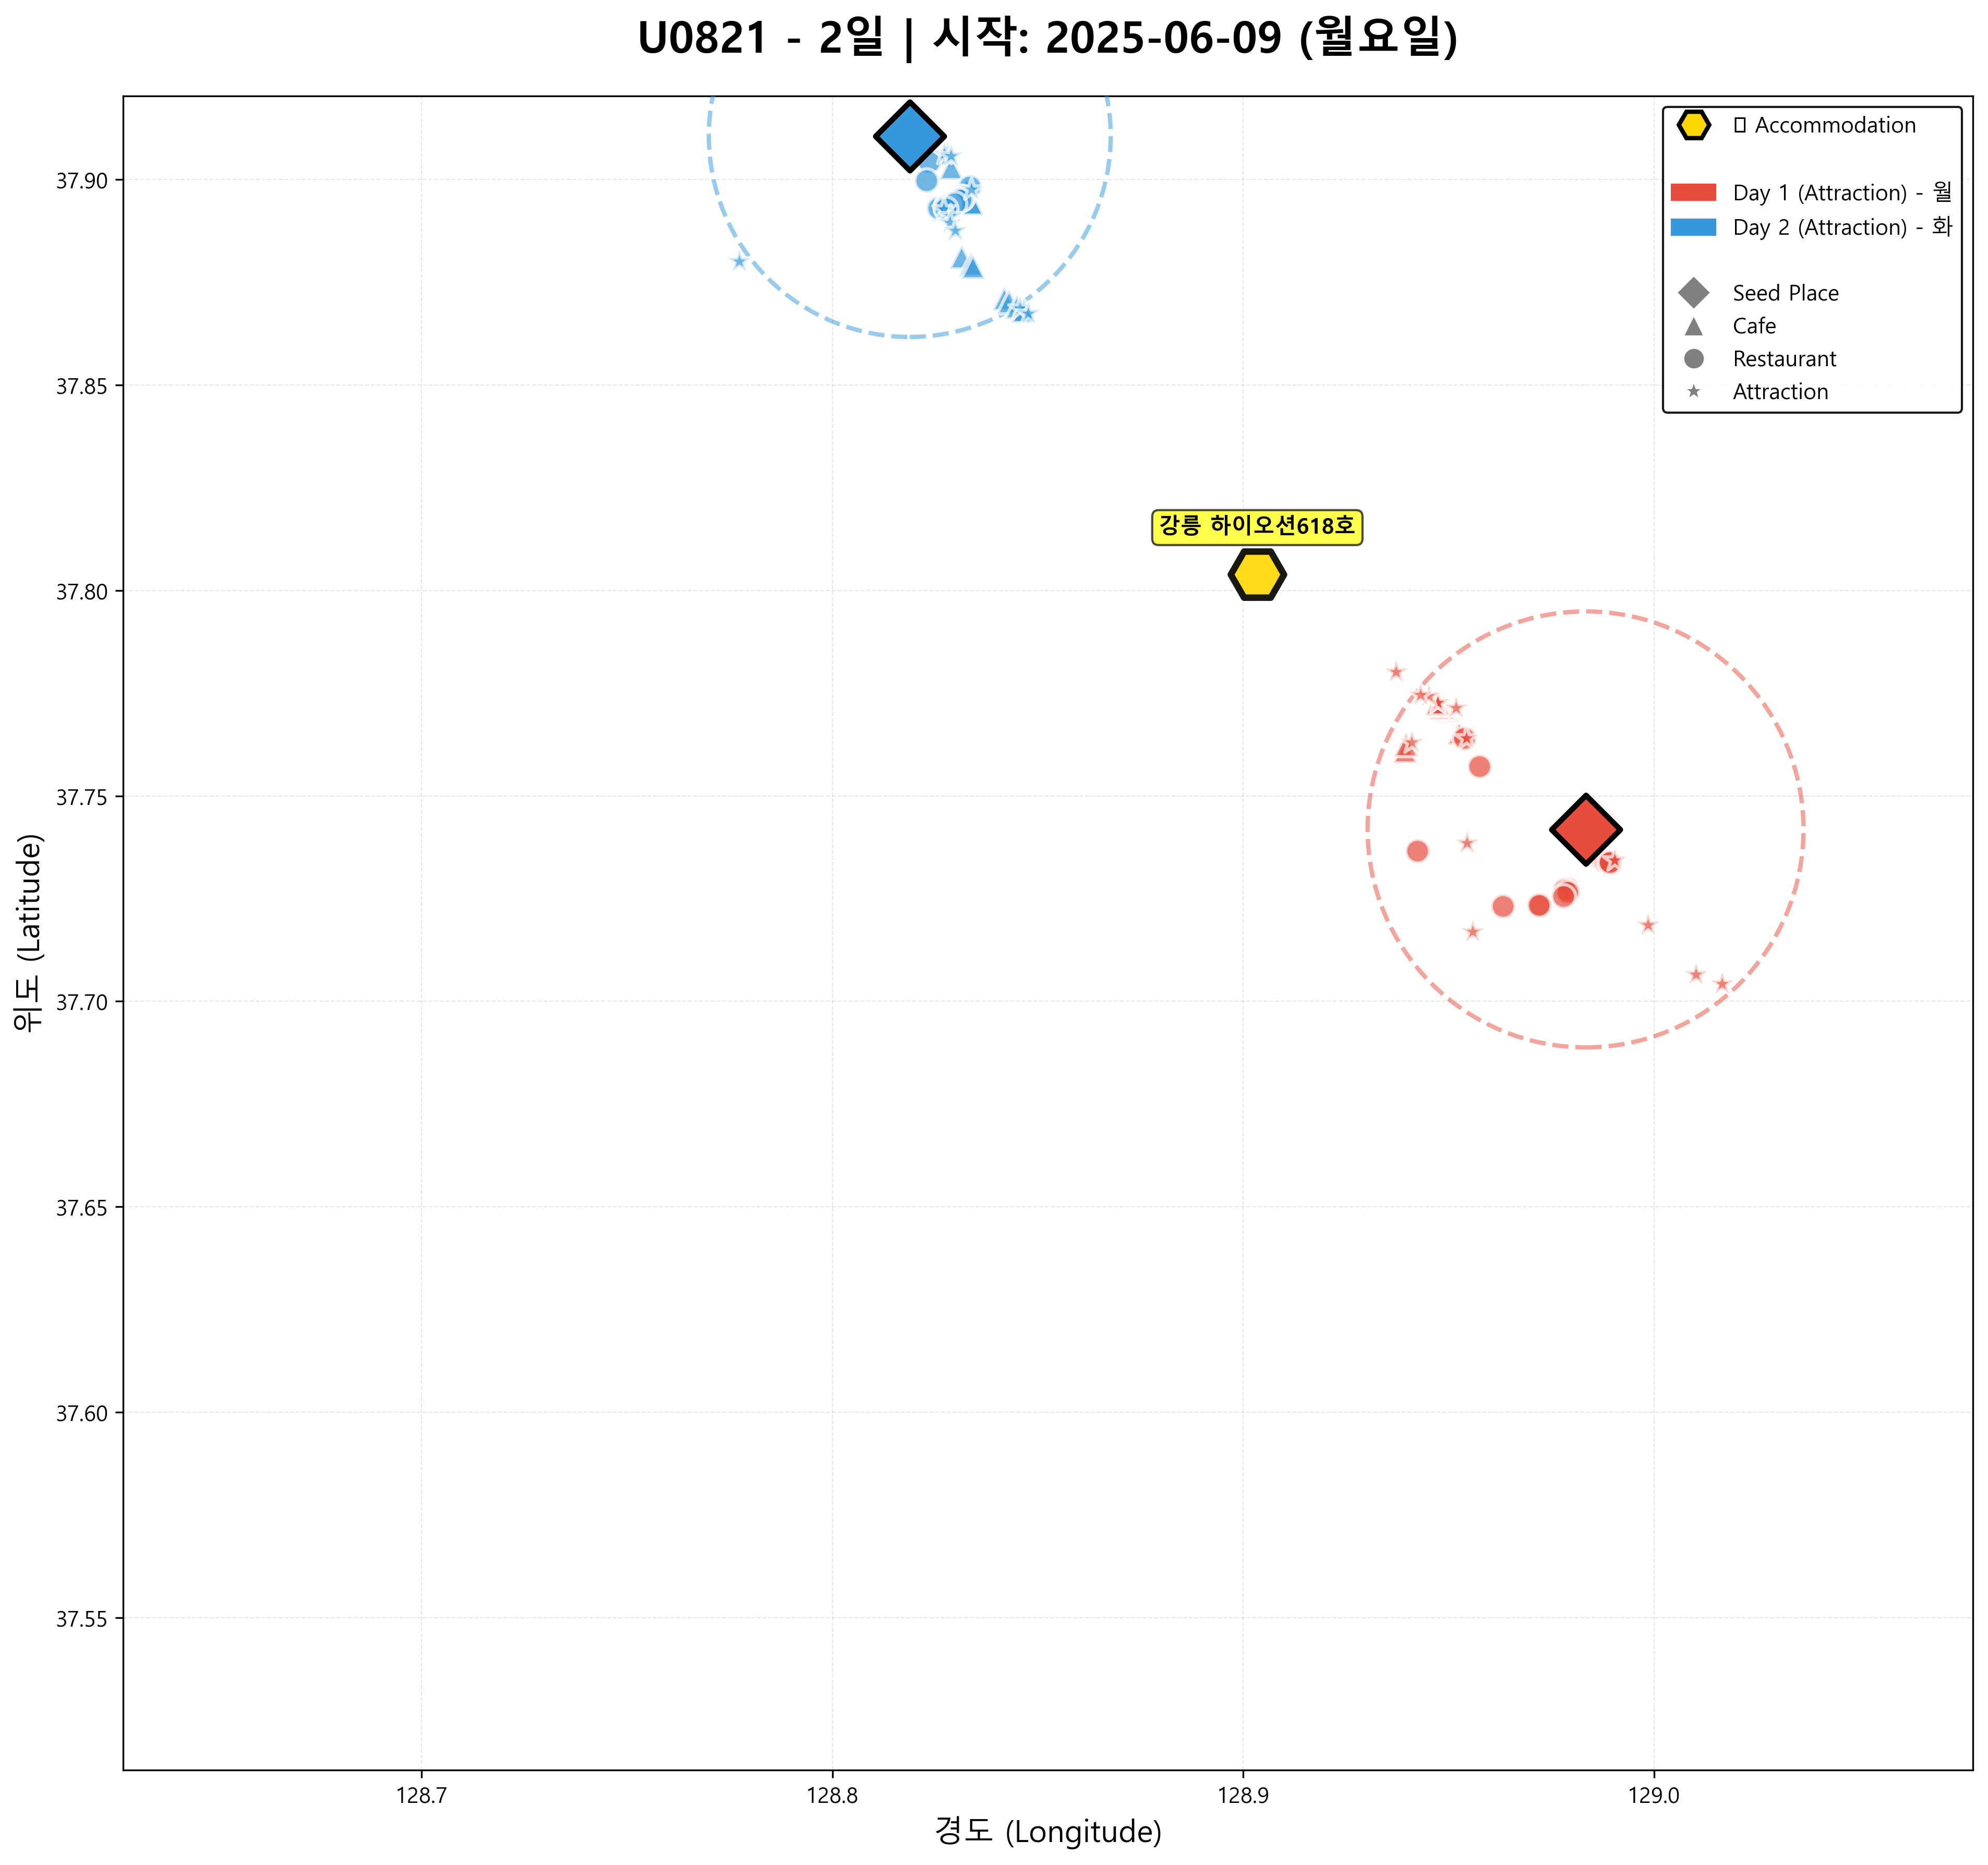 U0821 - 2일 | 시작: 2025-06-09 (월요일)
Accommodation
Day 1 (Attraction) - 월
Day 2 (Attraction) - 화
Seed Place
Cafe
Restaurant
Attraction
강릉 하이오션618호
위도 (Latitude)
37.90
37.85
37.80
37.75
37.70
37.65
37.60
37.55
128.7
128.8
128.9
129.0
경도 (Longitude)